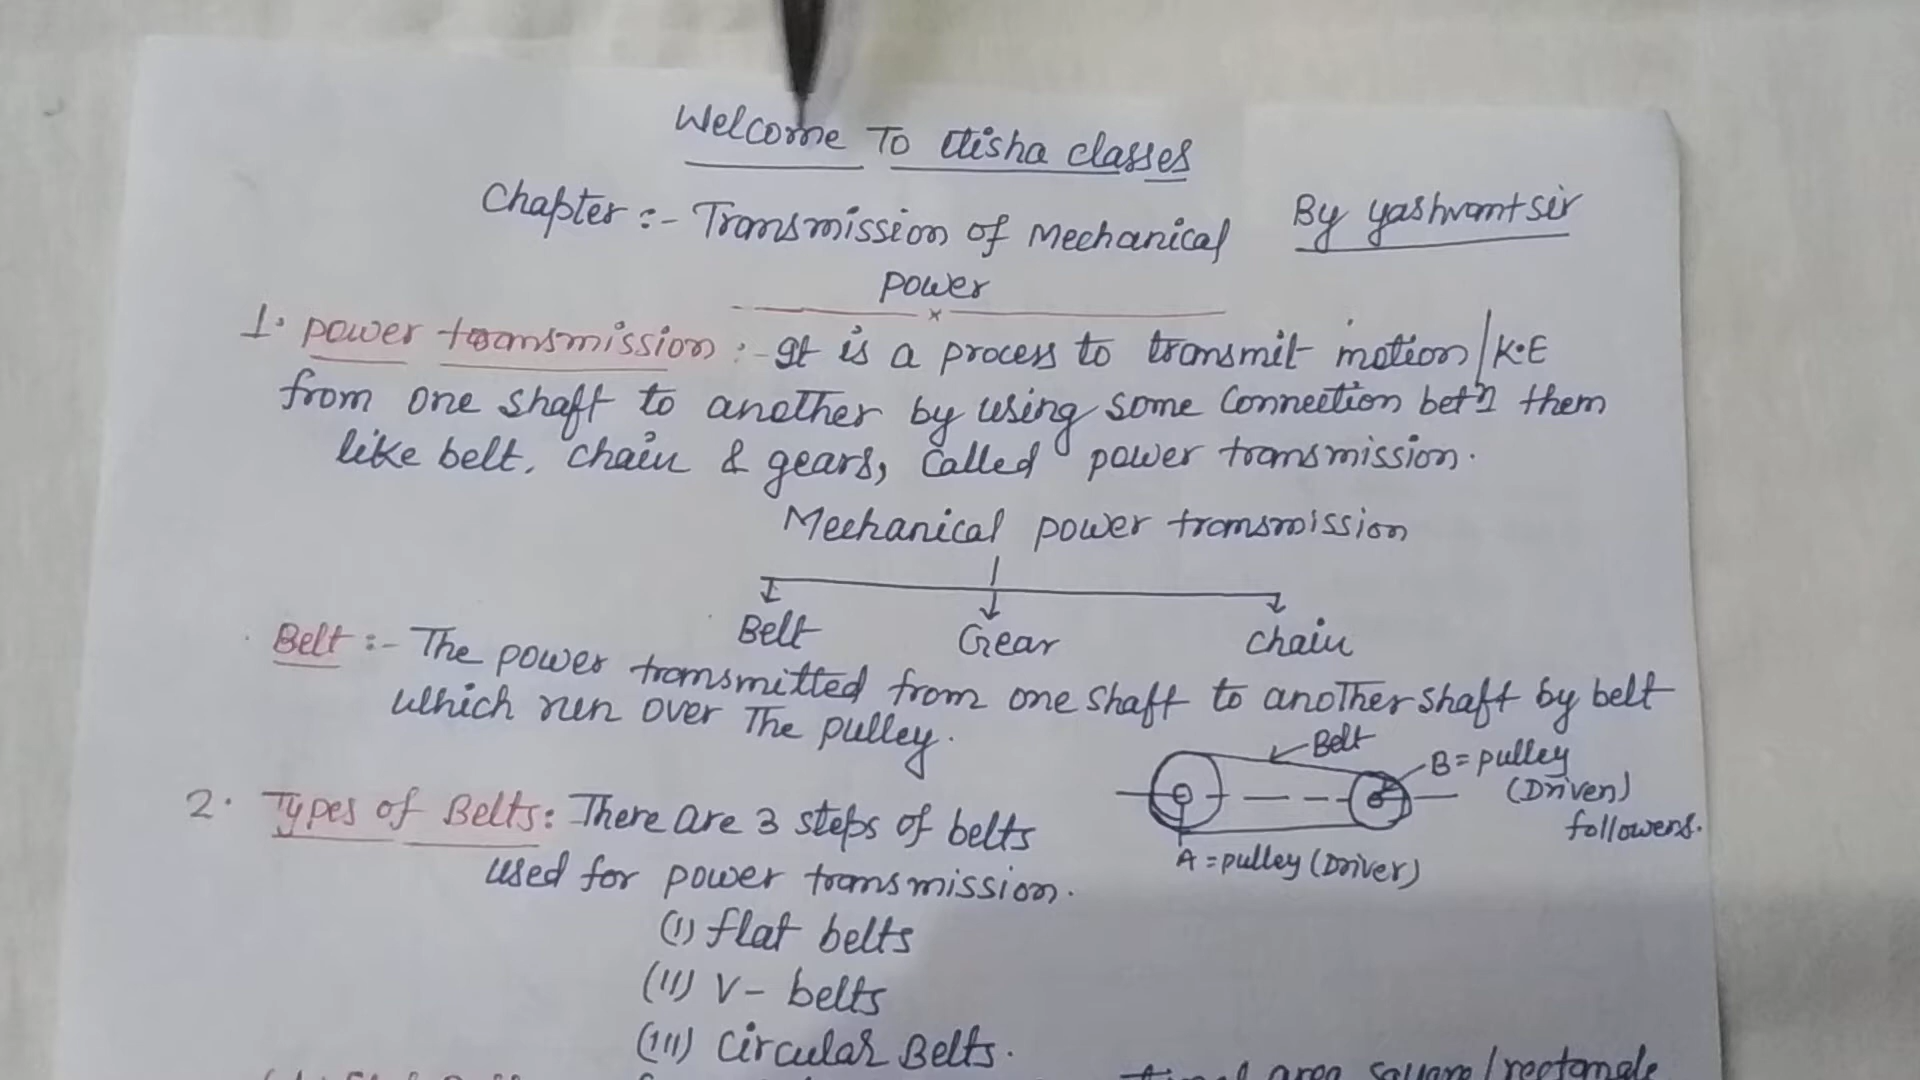 Welcome To Disha classes
Chapter :- Transmission of Mechanical
Power
By Yashwant sir
1. Power transmission :- It is a process to transmit motion/K.E
from one shaft to another by using some connection betn them
like belt, chain & gears, called power transmission.
Mechanical power transmission
Belt Gear Chain
Belt :- The power transmitted from one shaft to another shaft by belt
which run over The pulley.
Belt
B = pulley
(Driven)
followers.
A = pulley (Driver)
2. Types of Belts: There are 3 steps of belts
used for power transmission.
(I) flat belts
(II) V- belts
(III) Circular Belts.
area square/rectangle